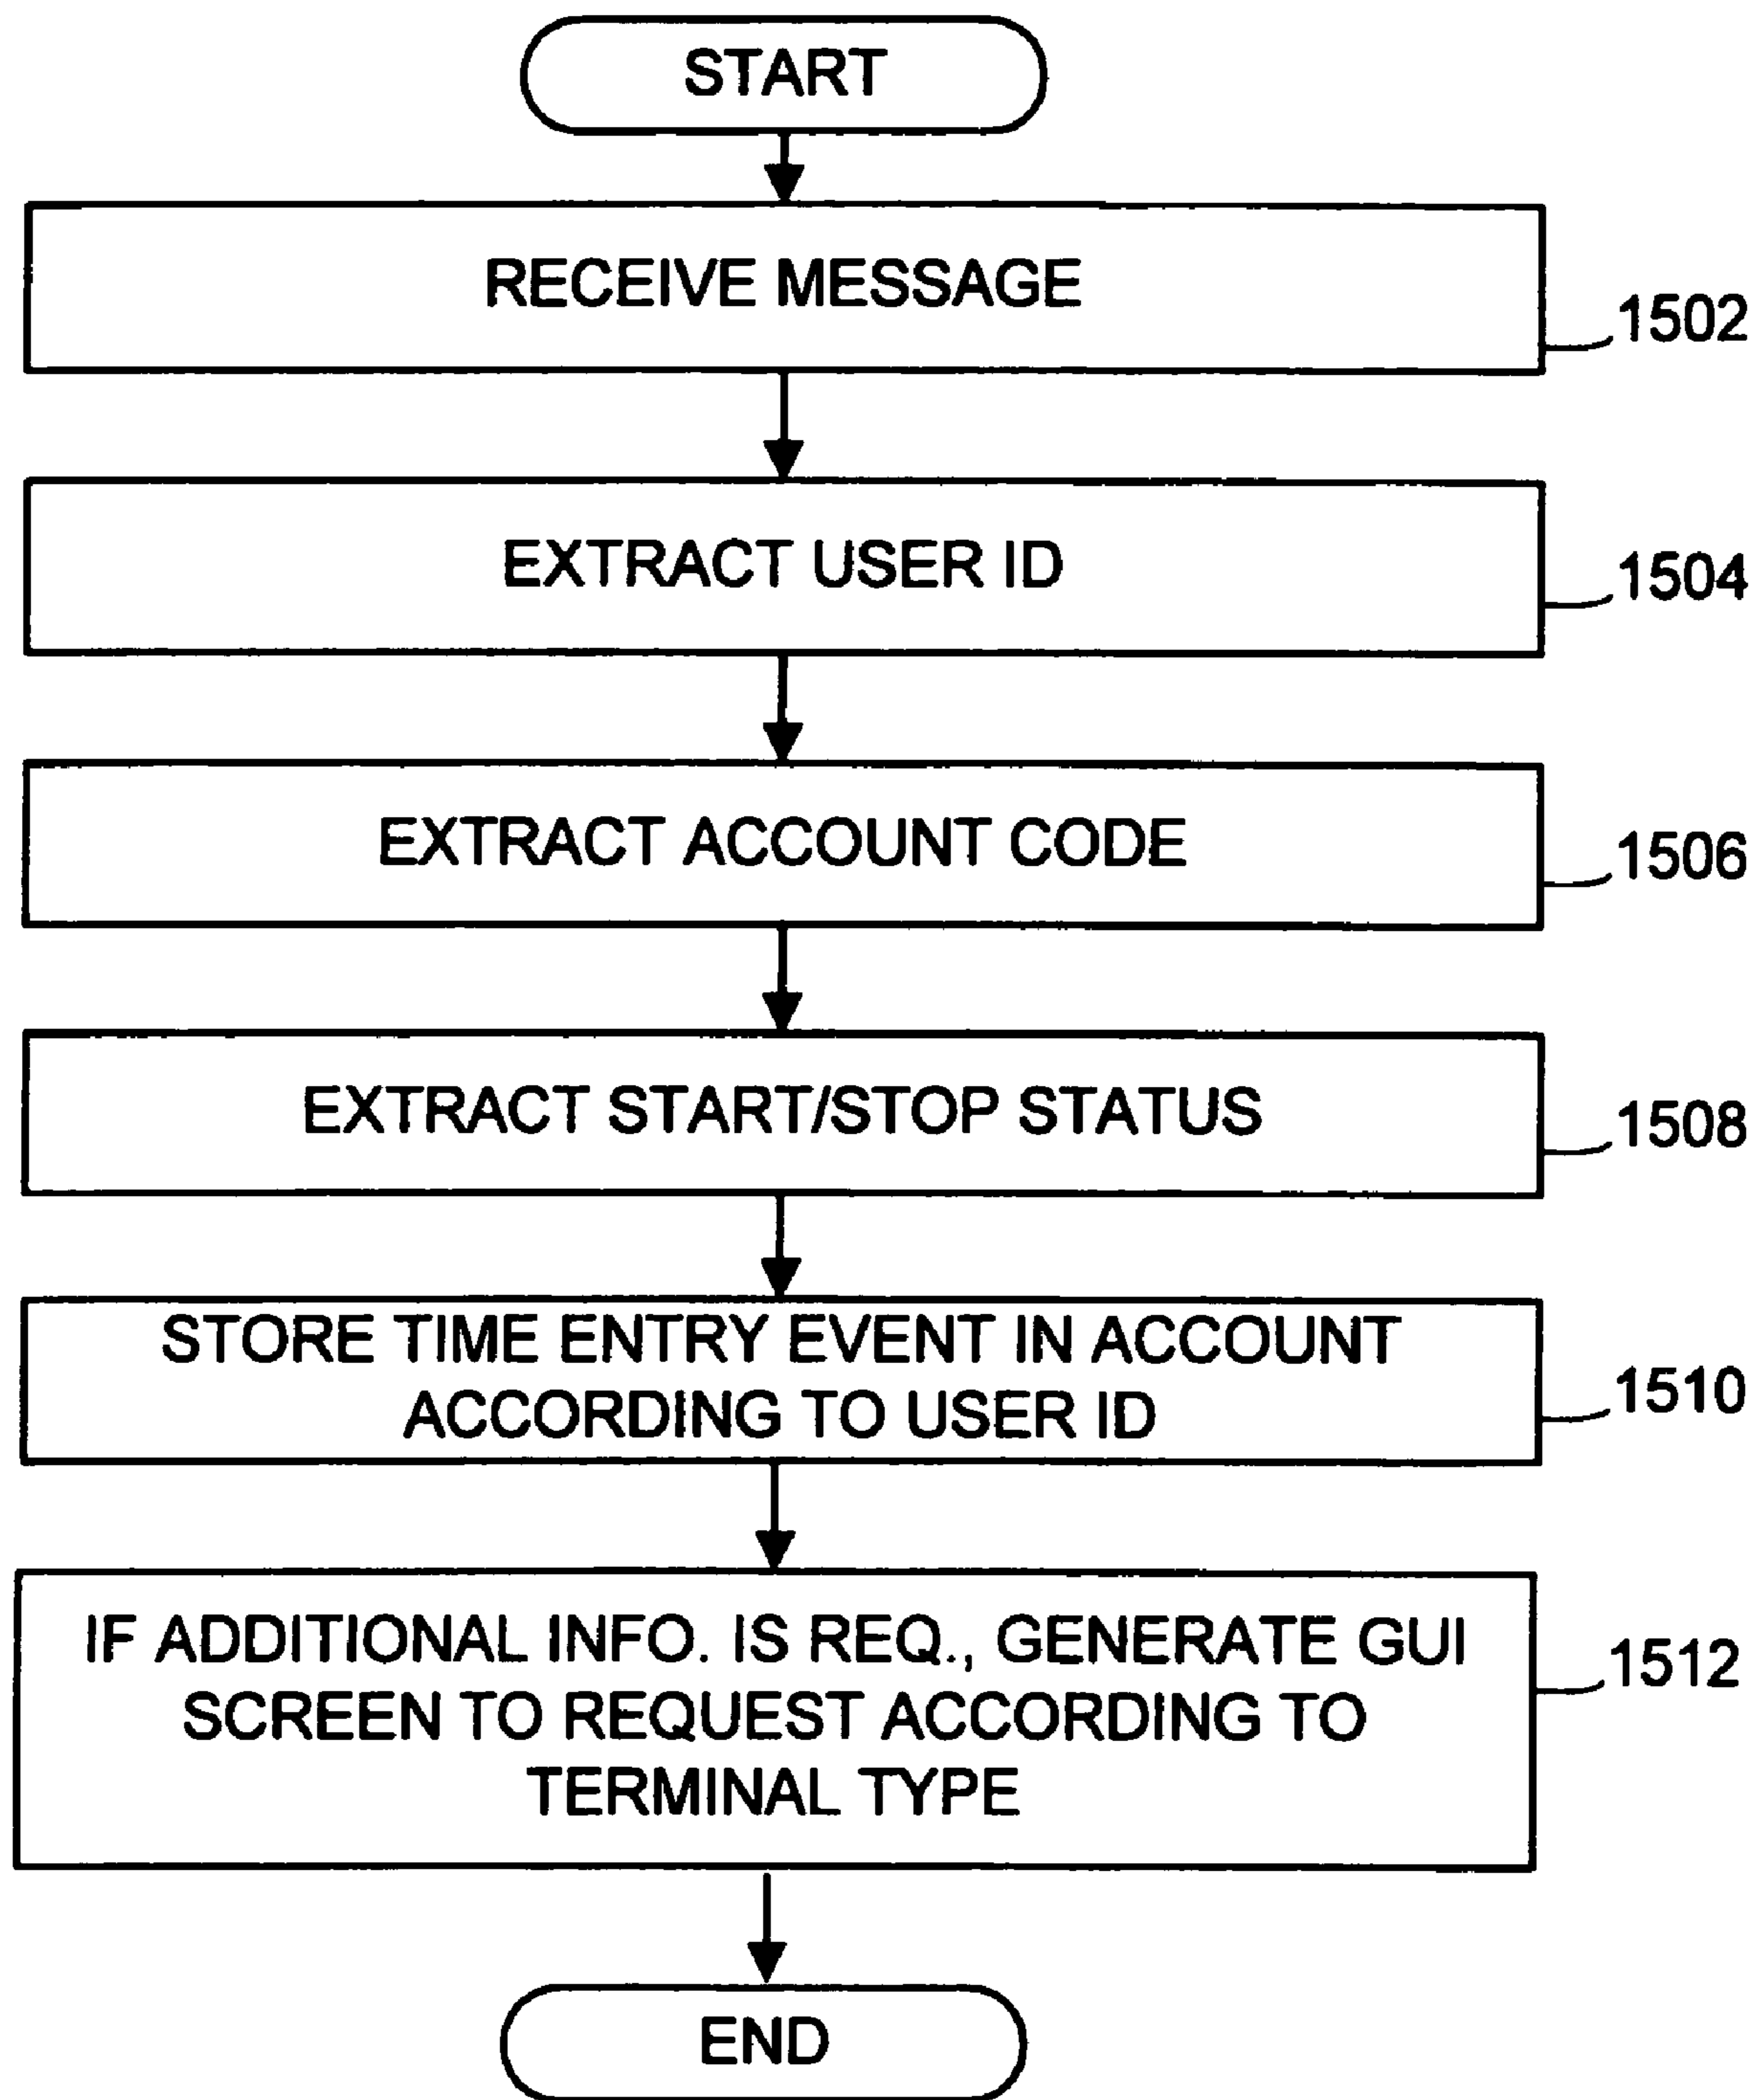 START
RECEIVE MESSAGE
1502
EXTRACT USER ID
1504
EXTRACT ACCOUNT CODE
1506
EXTRACT START/STOP STATUS
1508
STORE TIME ENTRY EVENT IN ACCOUNT
ACCORDING TO USER ID
1510
IF ADDITIONAL INFO. IS REQ., GENERATE GUI
SCREEN TO REQUEST ACCORDING TO
TERMINAL TYPE
1512
END